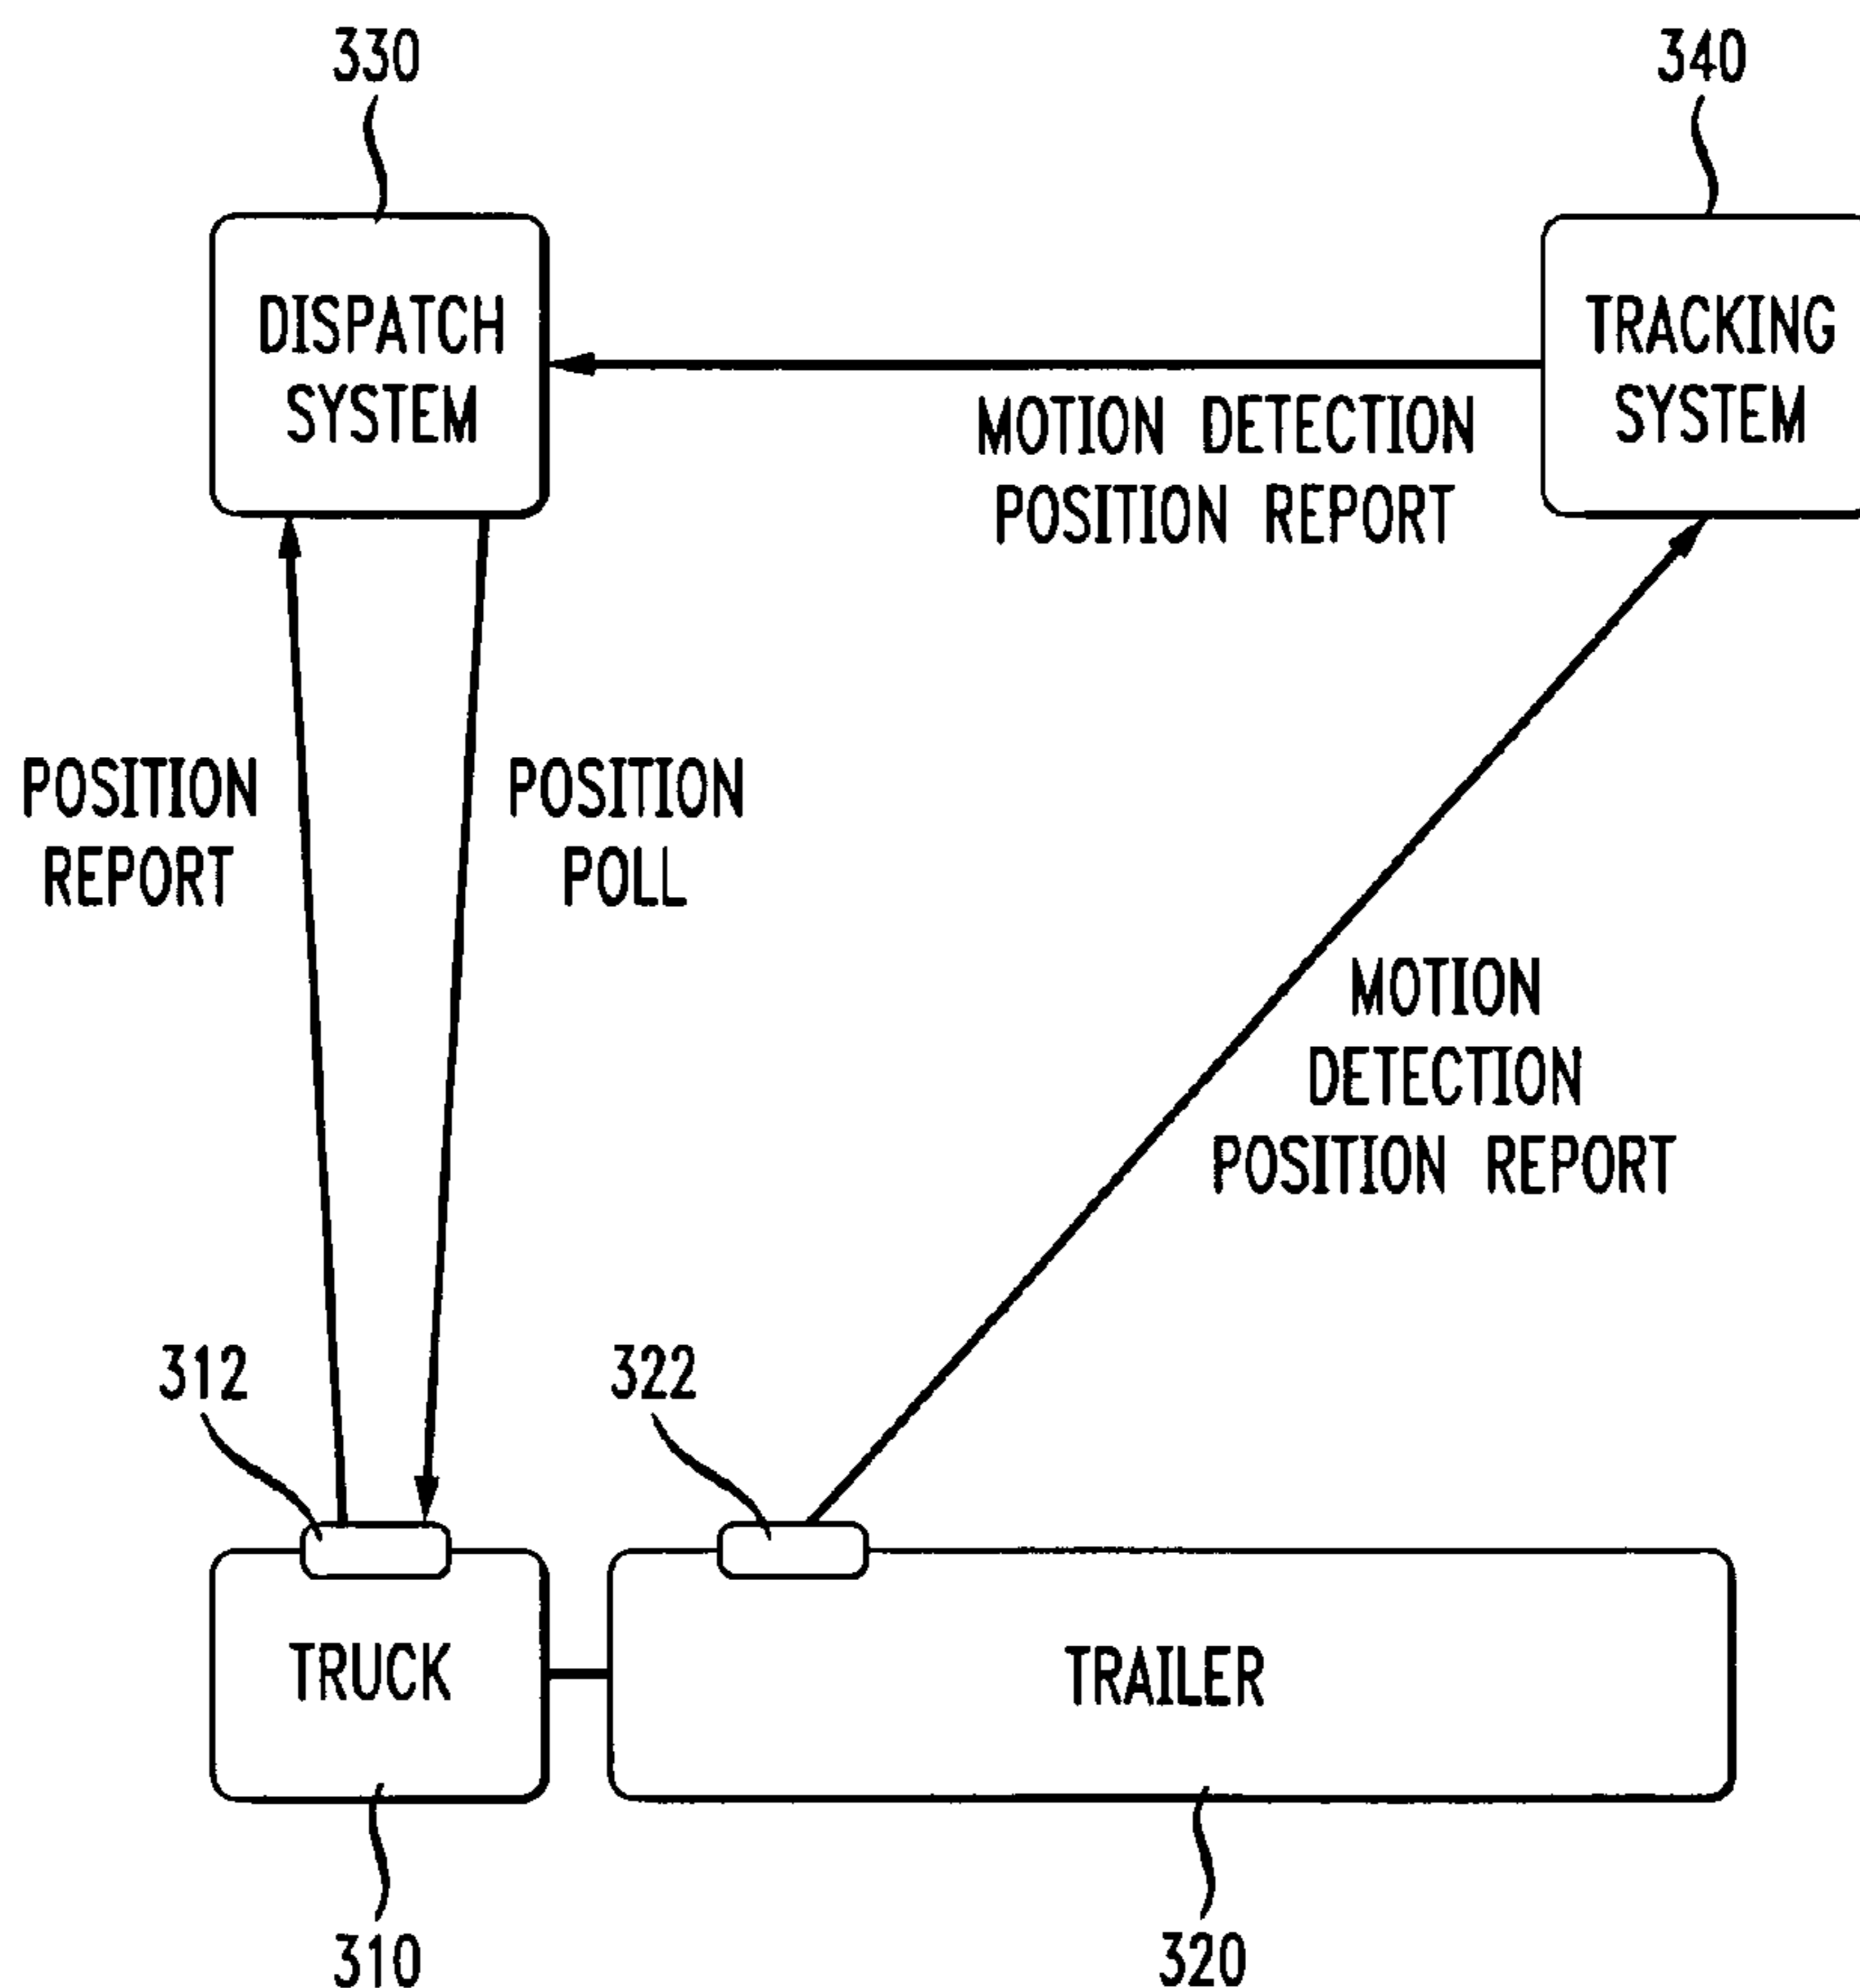 330
340
DISPATCH
SYSTEM
TRACKING
SYSTEM
MOTION DETECTION
POSITION REPORT
POSITION
REPORT
POSITION
POLL
MOTION
DETECTION
POSITION REPORT
312
322
TRUCK
TRAILER
310
320